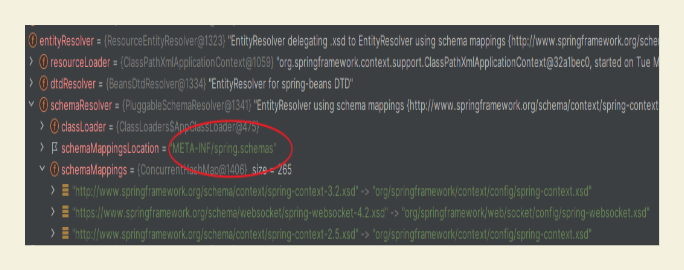 entityResolver = {ResourceEntityResolver@1323} "EntityResolver delegating .xsd to EntityResolver using schema mappings {http://www.springframework.org/schem
resourceLoader = {ClassPathXmlApplicationContext@1059} "org.springframework.context.support.ClassPathXmlApplicationContext@32a1bec0, started on Tue M
dtdResolver = {BeansDtdResolver@1334} "EntityResolver for spring-beans DTD"
schemaResolver = {PluggableSchemaResolver@1341} "EntityResolver using schema mappings {http://www.springframework.org/schema/context/spring-context
classLoader = {ClassLoaders$AppClassLoader@475}
schemaMappingsLocation = "META-INF/spring.schemas"
schemaMappings = {ConcurrentHashMap@1406} size = 265
"http://www.springframework.org/schema/context/spring-context-3.2.xsd" -> "org/springframework/context/config/spring-context.xsd"
"https://www.springframework.org/schema/websocket/spring-websocket-4.2.xsd" -> "org/springframework/web/socket/config/spring-websocket.xsd"
"http://www.springframework.org/schema/context/spring-context-2.5.xsd" -> "org/springframework/context/config/spring-context.xsd"